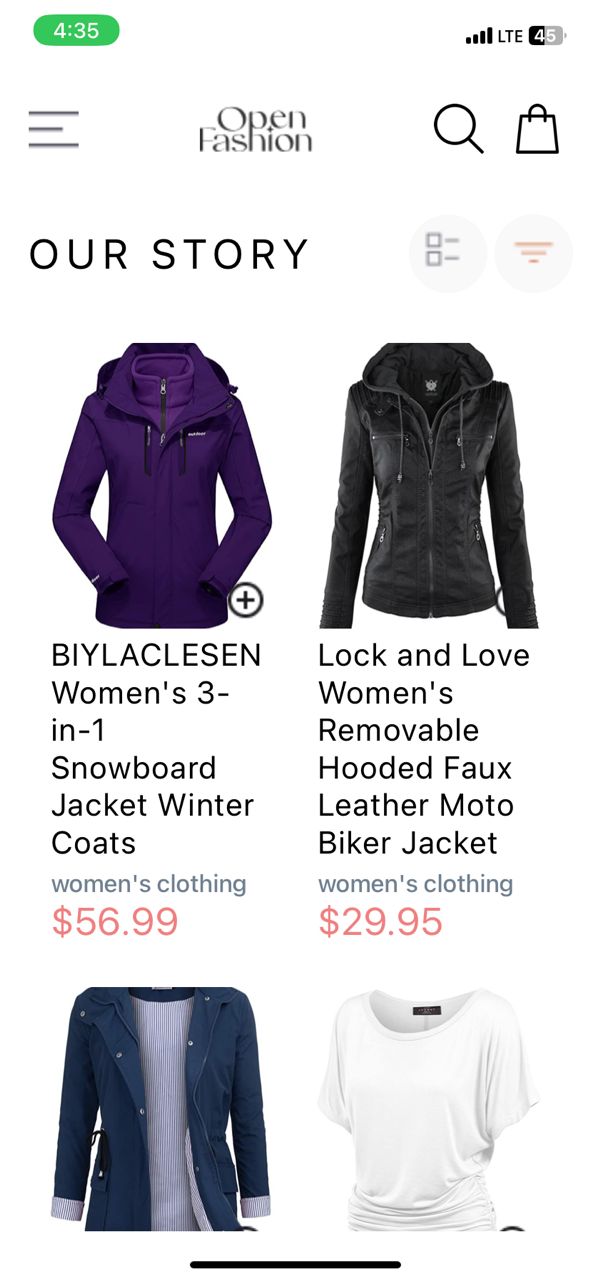 4:35
LTE 45
Open
Fashion
OUR STORY
outdoor
BIYLACLESEN
Women's 3-
in-1
Snowboard
Jacket Winter
Coats
women's clothing
$56.99
Lock and Love
Women's
Removable
Hooded Faux
Leather Moto
Biker Jacket
women's clothing
$29.95